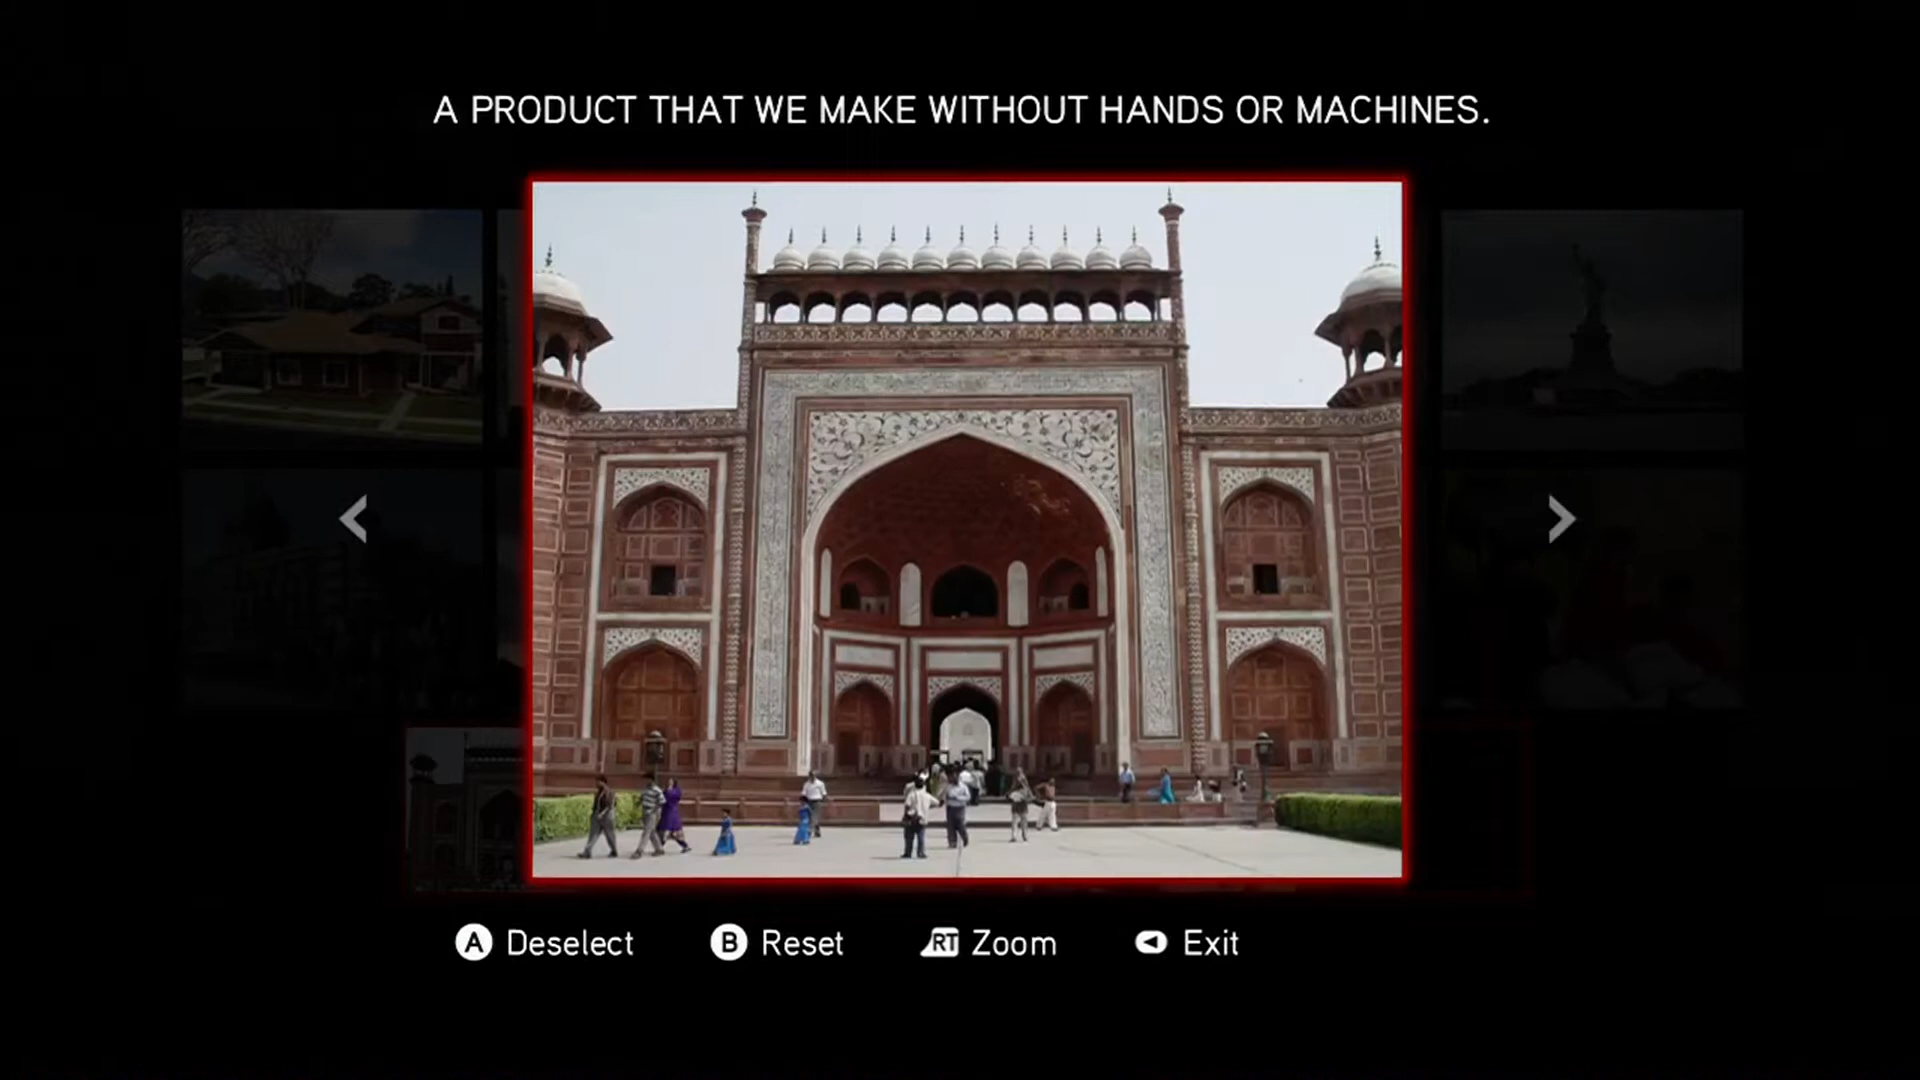 A PRODUCT THAT WE MAKE WITHOUT HANDS OR MACHINES.
A Deselect B Reset RT Zoom Exit